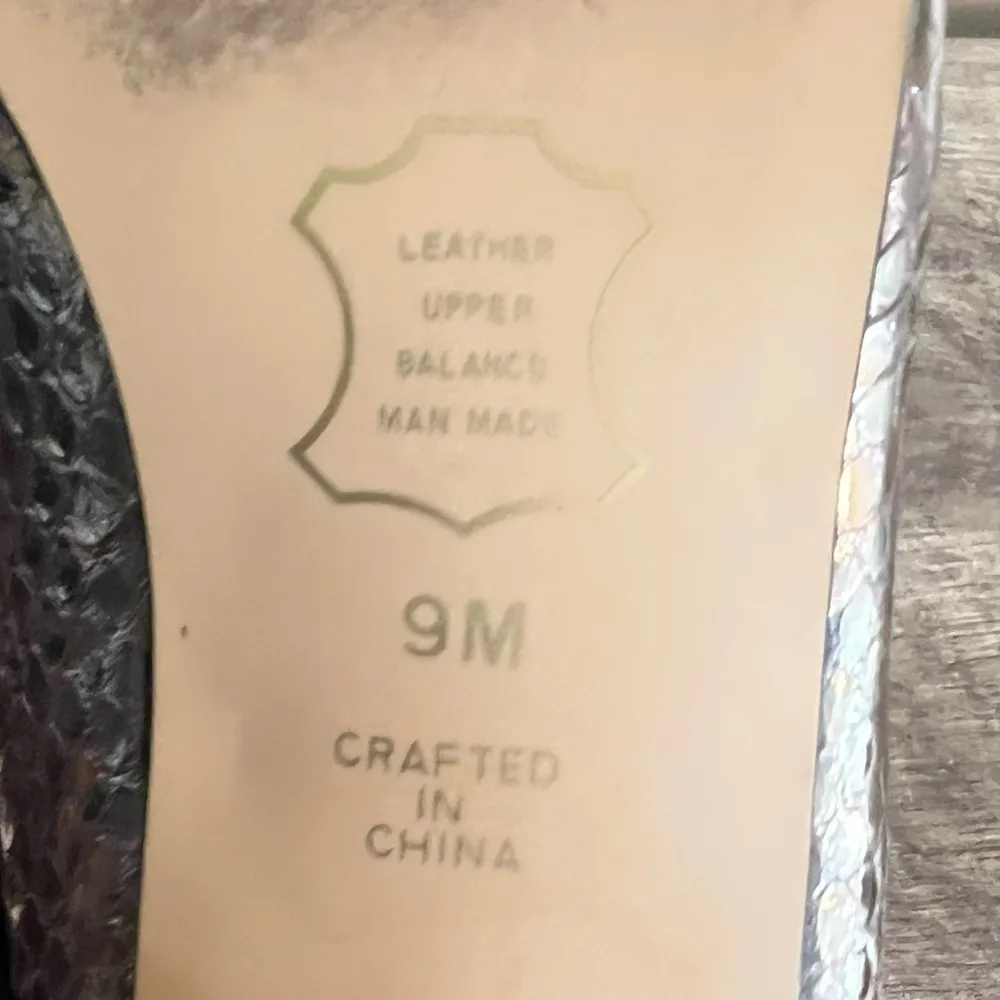 LEATHER
UPPER
BALANCE
MAN MADE
9M
CRAFTED
IN
CHINA